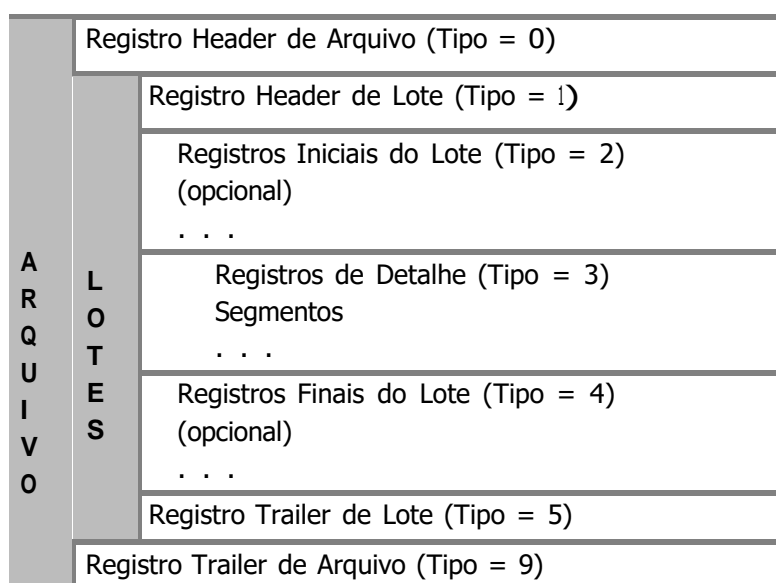 ARQUIVO
LOTES
Registro Header de Arquivo (Tipo = 0)
Registro Header de Lote (Tipo = 1)
Registros Iniciais do Lote (Tipo = 2)
(opcional)
. . .
Registros de Detalhe (Tipo = 3)
Segmentos
. . .
Registros Finais do Lote (Tipo = 4)
(opcional)
. . .
Registro Trailer de Lote (Tipo = 5)
Registro Trailer de Arquivo (Tipo = 9)